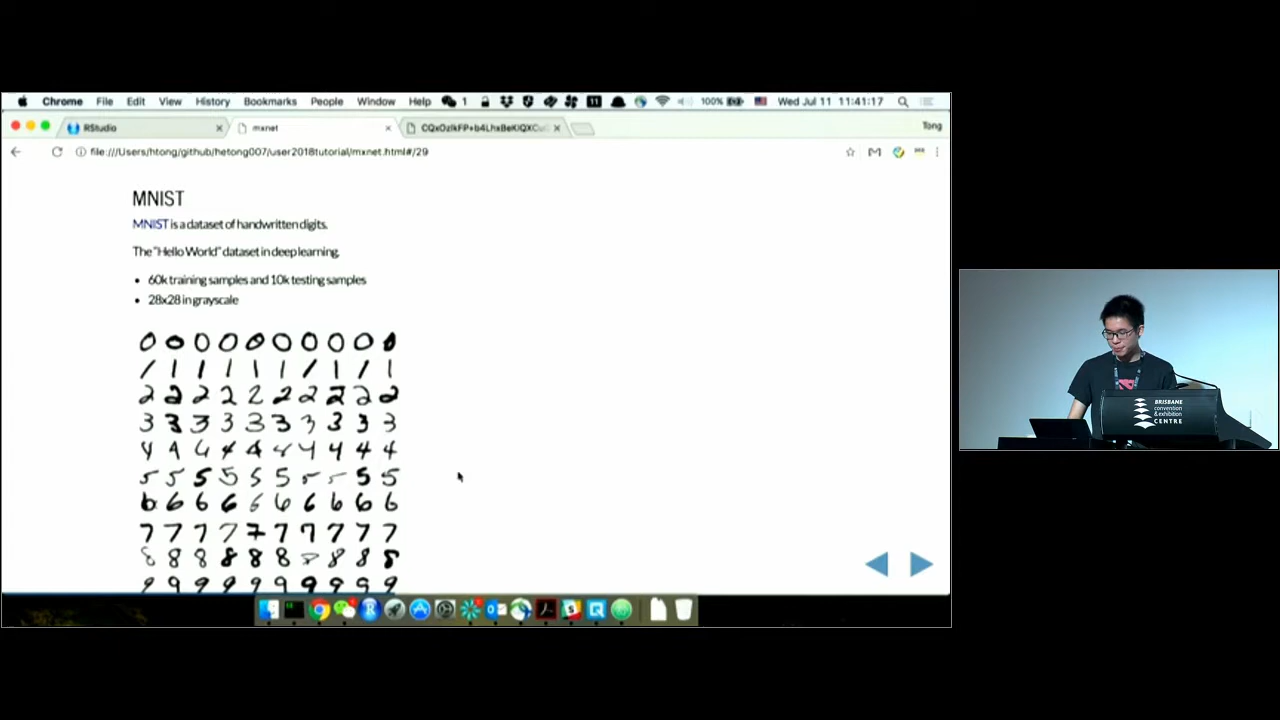 Chrome File Edit View History Bookmarks People Window Help 1 11 100% Wed Jul 11 11:41:17
RStudio mxnet Tong
file:///Users/htong/github/hetong007/user2018tutorial/mxnet.html#/29
MNIST
MNIST is a dataset of handwritten digits.
The "Hello World" dataset in deep learning.
• 60k training samples and 10k testing samples
• 28x28 in grayscale
0 0 0 0 0 0 0 0 0 0
1 1 1 1 1 1 1 1 1 1
2 2 2 2 2 2 2 2 2 2
3 3 3 3 3 3 3 3 3 3
4 4 4 4 4 4 4 4 4 4
5 5 5 5 5 5 5 5 5 5
6 6 6 6 6 6 6 6 6 6
7 7 7 7 7 7 7 7 7 7
8 8 8 8 8 8 8 8 8 8
9 9 9 9 9 9 9 9 9 9
BRISBANE
convention
& exhibition
CENTRE